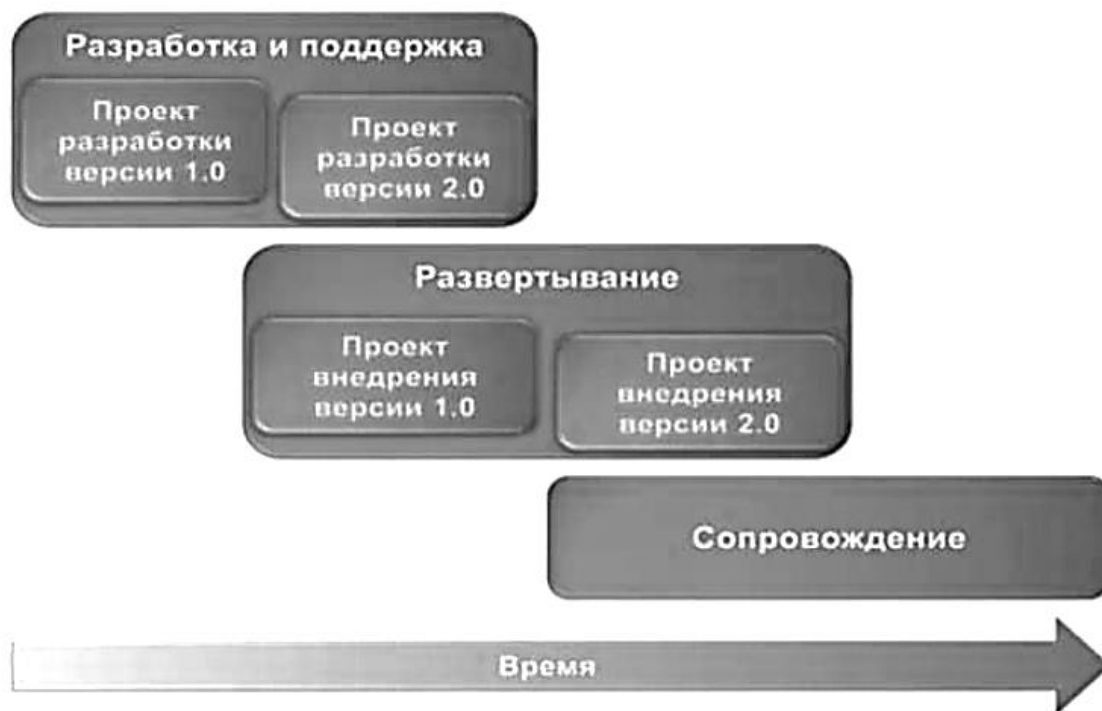 Разработка и поддержка
Проект
разработки
версии 1.0
Проект
разработки
версии 2.0
Развертывание
Проект
внедрения
версии 1.0
Проект
внедрения
версии 2.0
Сопровождение
Время